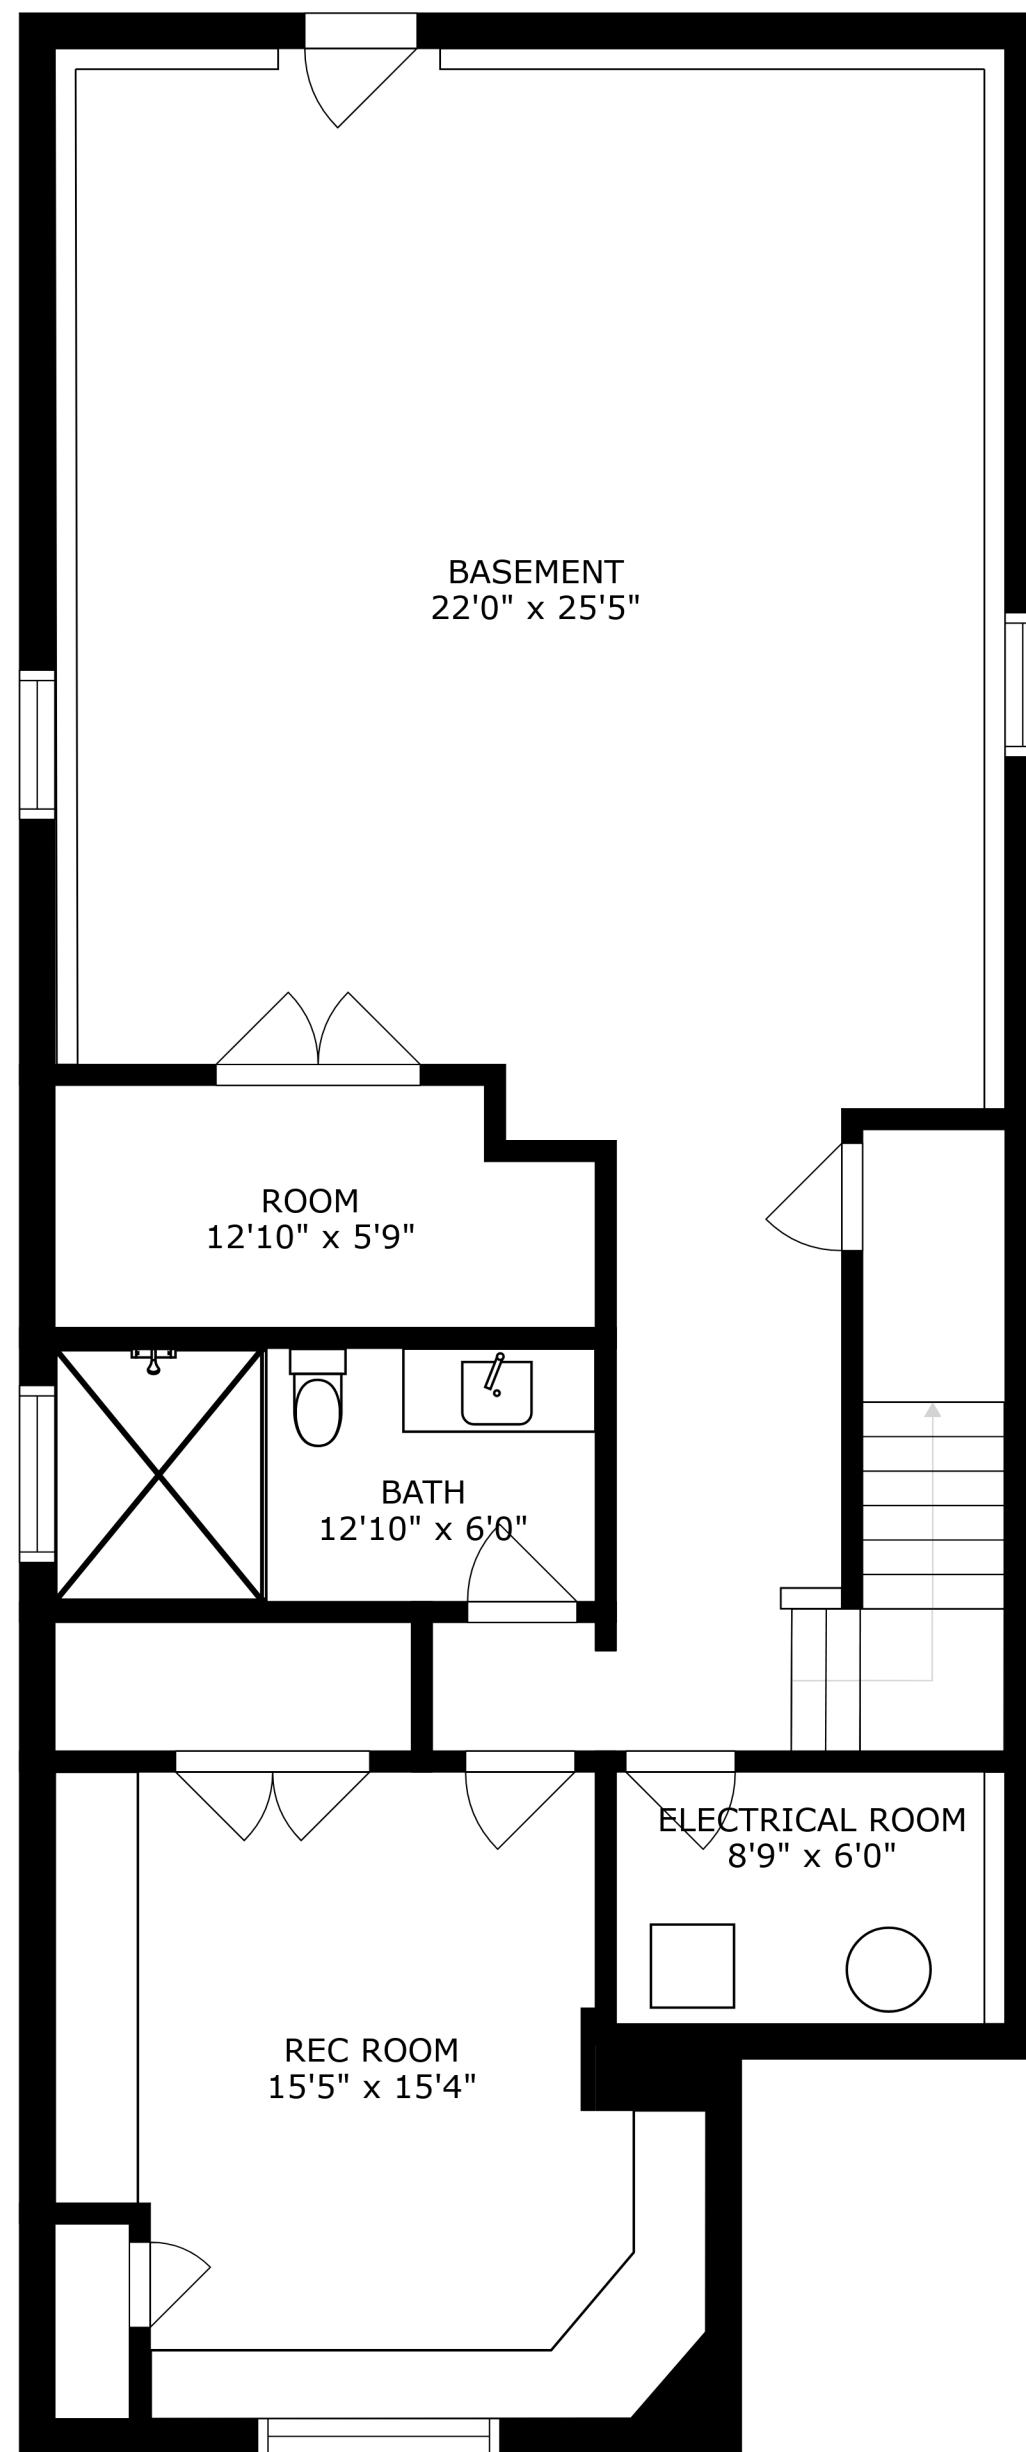 BASEMENT
22'0" x 25'5"
ROOM
12'10" x 5'9"
BATH
12'10" x 6'0"
ELECTRICAL ROOM
8'9" x 6'0"
REC ROOM
15'5" x 15'4"